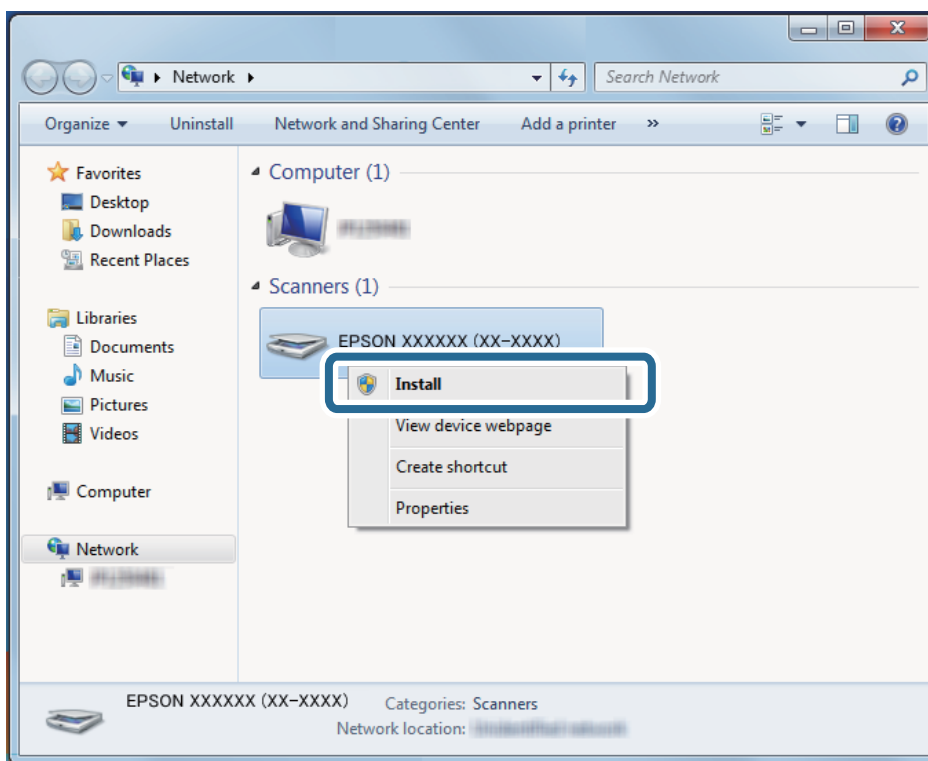 Network
Search Network
Organize Uninstall Network and Sharing Center Add a printer »
Favorites
Desktop
Downloads
Recent Places
Libraries
Documents
Music
Pictures
Videos
Computer
Network
Computer (1)
Scanners (1)
EPSON XXXXXX (XX-XXXX)
Install
View device webpage
Create shortcut
Properties
EPSON XXXXXX (XX-XXXX) Categories: Scanners
Network location: